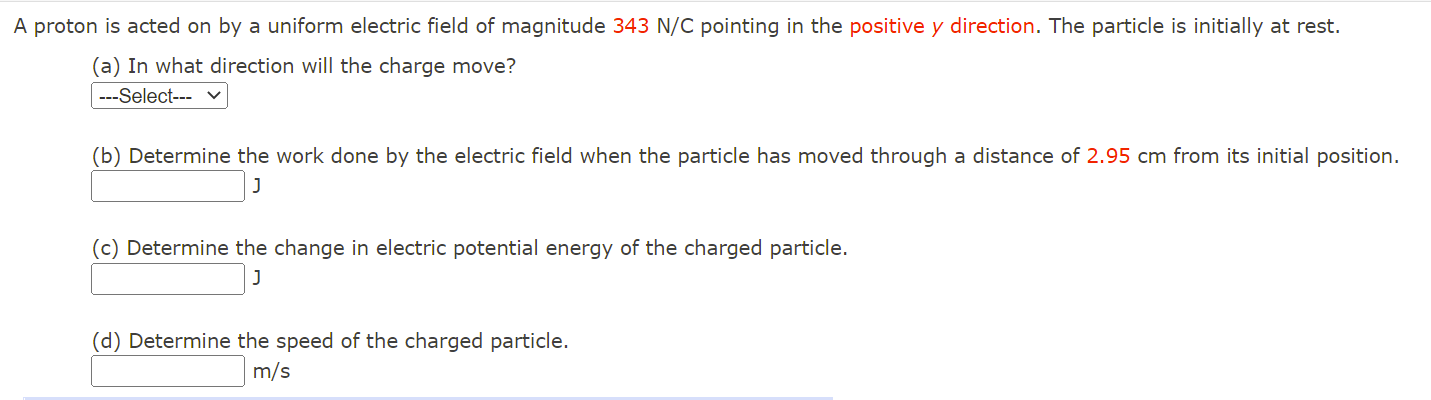 A proton is acted on by a uniform electric field of magnitude 343 N/C pointing in the positive y direction. The particle is initially at rest.
(a) In what direction will the charge move?
---Select---
(b) Determine the work done by the electric field when the particle has moved through a distance of 2.95 cm from its initial position.
J
(c) Determine the change in electric potential energy of the charged particle.
J
(d) Determine the speed of the charged particle.
m/s